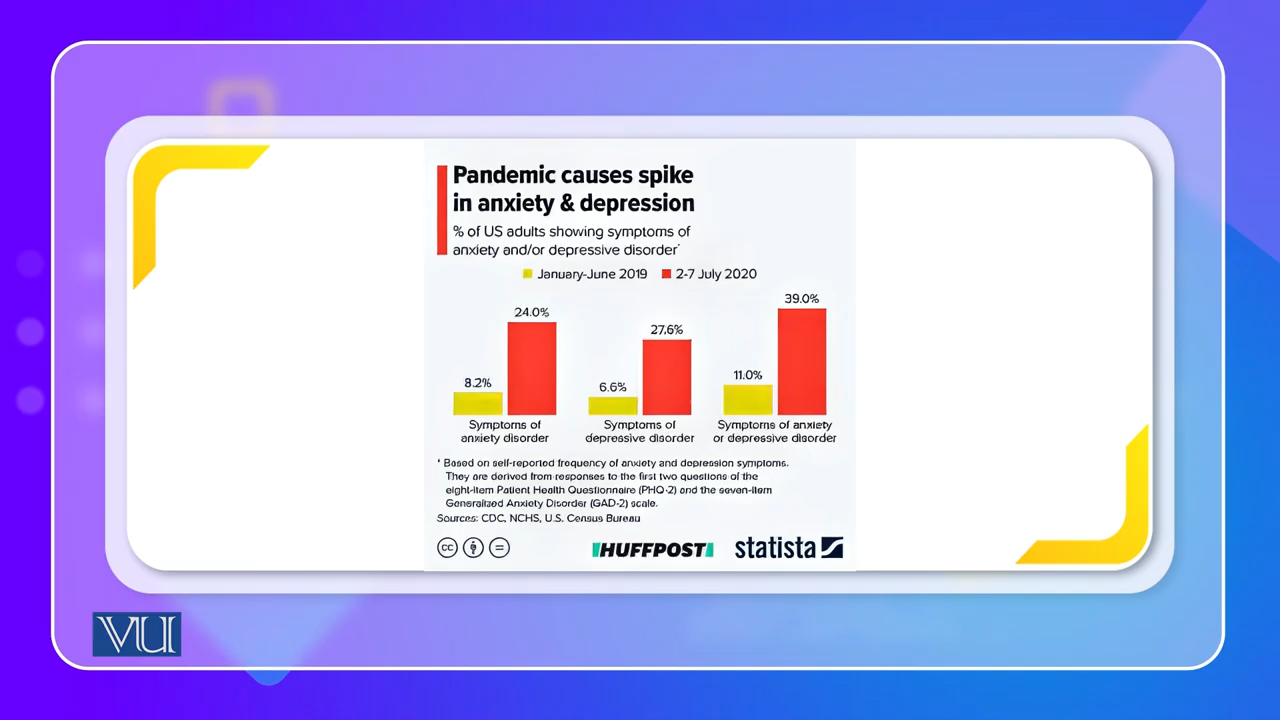 Pandemic causes spike
in anxiety & depression
% of US adults showing symptoms of
anxiety and/or depressive disorder*
January-June 2019 2-7 July 2020
8.2% 24.0% 6.6% 27.6% 11.0% 39.0%
Symptoms of Symptoms of Symptoms of anxiety
anxiety disorder depressive disorder or depressive disorder
* Based on self-reported frequency of anxiety and depression symptoms.
They are derived from responses to the first two questions of the
eight-item Patient Health Questionnaire (PHQ-2) and the seven-item
Generalized Anxiety Disorder (GAD-2) scale.
Sources: CDC, NCHS, U.S. Census Bureau
cc HUFFPOST statista
VU